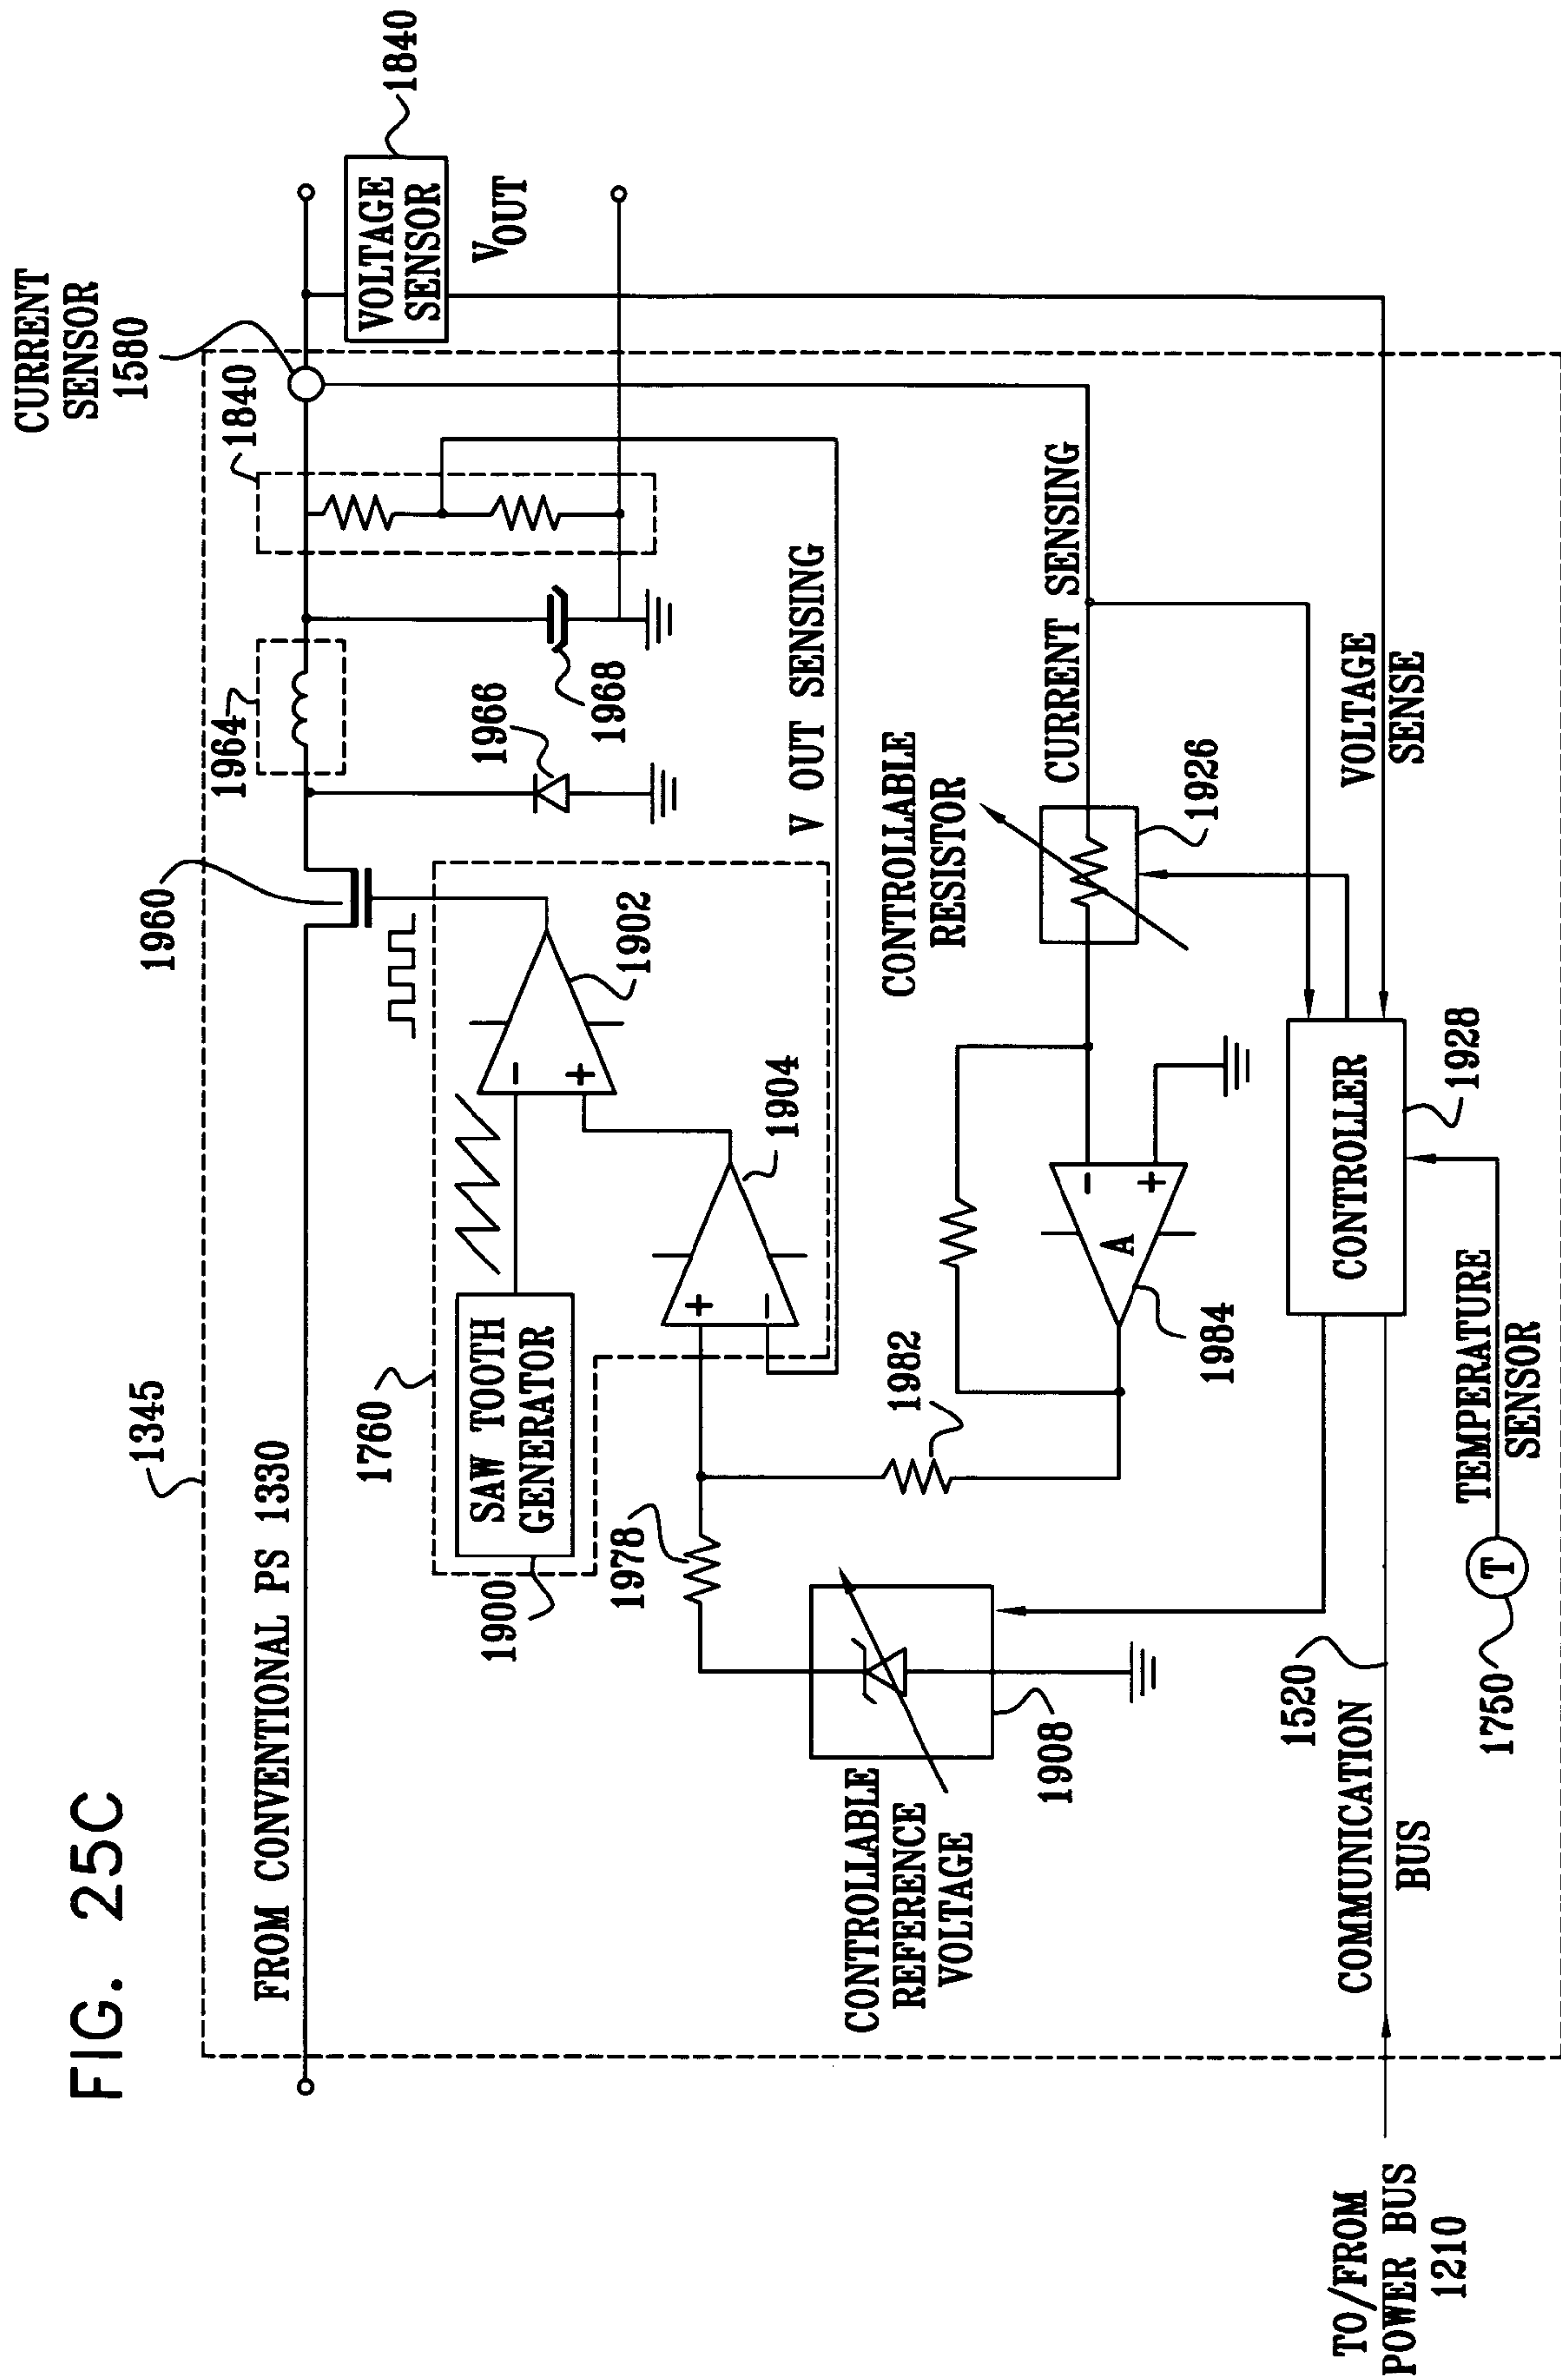 FIG. 25C
1345
CURRENT
SENSOR
1580
FROM CONVENTIONAL PS 1330
1960
1964
1840
1840
VOLTAGE
SENSOR
VOUT
1760
1966
1968
SAW TOOTH
GENERATOR
1900
-
+
1902
1978
+
-
1904
V OUT SENSING
CONTROLLABLE
REFERENCE
VOLTAGE
1908
1982
CONTROLLABLE
RESISTOR
CURRENT SENSING
1926
A
-
+
1984
1520
COMMUNICATION
BUS
CONTROLLER
1928
VOLTAGE
SENSE
TO/FROM
POWER BUS
1210
T
1750
TEMPERATURE
SENSOR